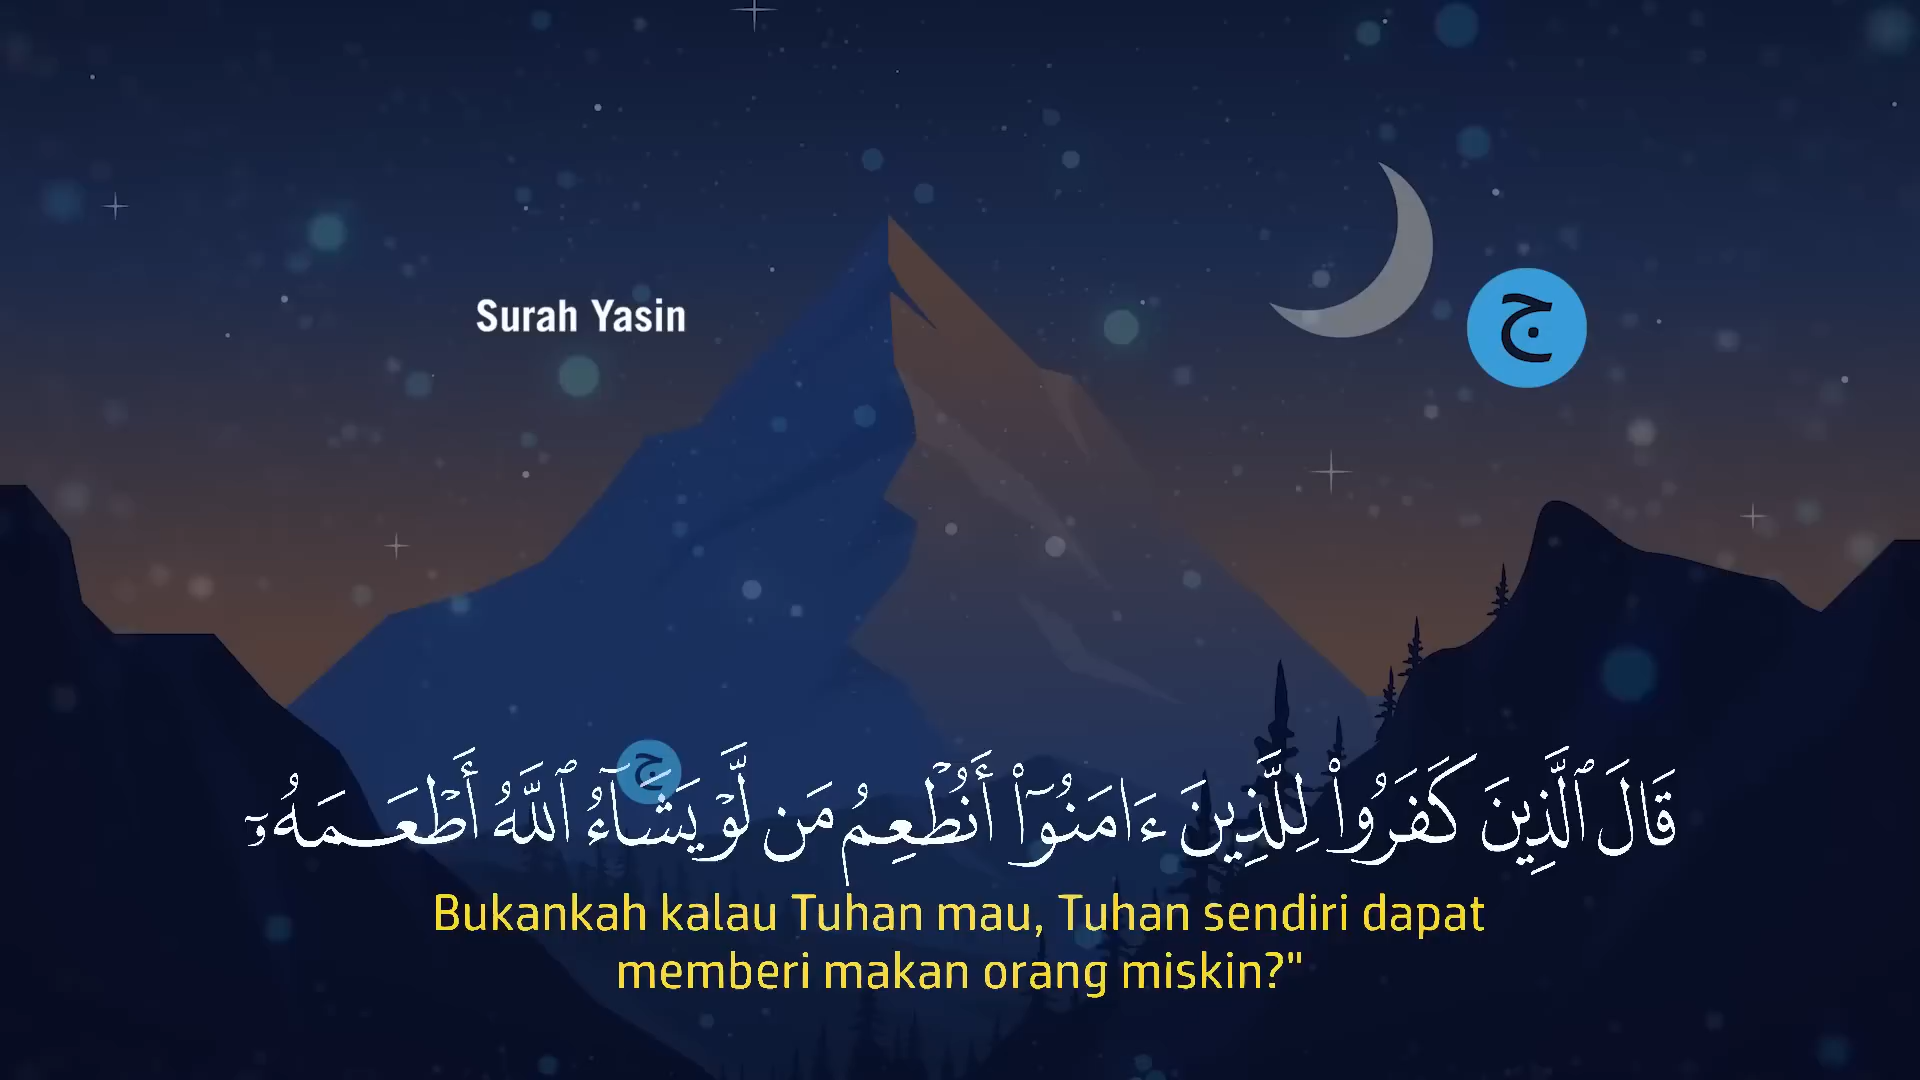 Surah Yasin
ج
ج
قَالَ ٱلَّذِينَ كَفَرُوا۟ لِلَّذِينَ ءَامَنُوٓا۟ أَنُطْعِمُ مَن لَّوْ يَشَآءُ ٱللَّهُ أَطْعَمَهُۥٓ
Bukankah kalau Tuhan mau, Tuhan sendiri dapat
memberi makan orang miskin?"